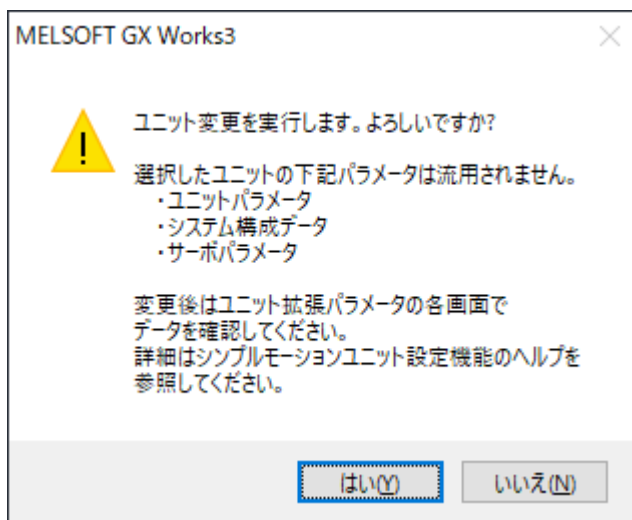 MELSOFT GX Works3
ユニット変更を実行します。よろしいですか?
選択したユニットの下記パラメータは流用されません。
・ユニットパラメータ
・システム構成データ
・サーボパラメータ
変更後はユニット拡張パラメータの各画面で
データを確認してください。
詳細はシンプルモーションユニット設定機能のヘルプを
参照してください。
はい(Y)
いいえ(N)